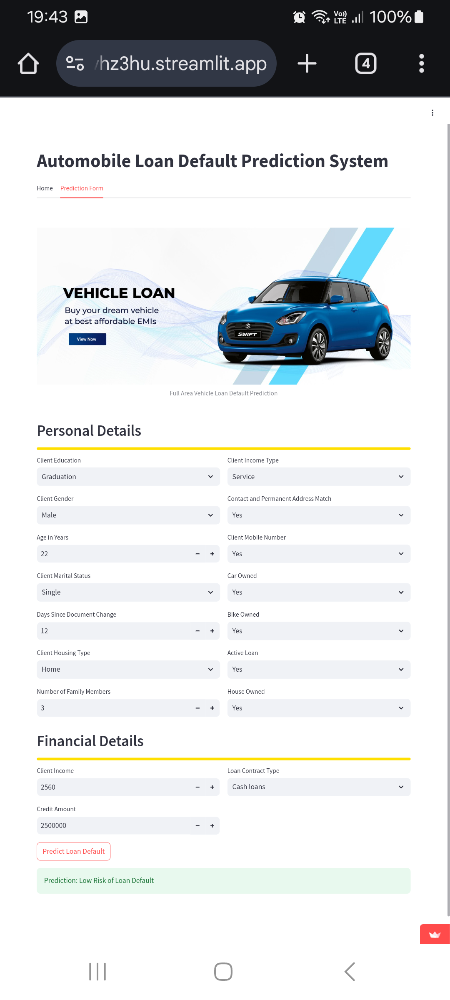 19:43
Vo)) LTE
100%
hz3hu.streamlit.app
4
Automobile Loan Default Prediction System
Home Prediction Form
VEHICLE LOAN
Buy your dream vehicle
at best affordable EMIs
View Now
SWIFT
Full Area Vehicle Loan Default Prediction
Personal Details
Client Education
Graduation
Client Income Type
Service
Client Gender
Male
Contact and Permanent Address Match
Yes
Age in Years
22
Client Mobile Number
Yes
Client Marital Status
Single
Car Owned
Yes
Days Since Document Change
12
Bike Owned
Yes
Client Housing Type
Home
Active Loan
Yes
Number of Family Members
3
House Owned
Yes
Financial Details
Client Income
2560
Loan Contract Type
Cash loans
Credit Amount
2500000
Predict Loan Default
Prediction: Low Risk of Loan Default